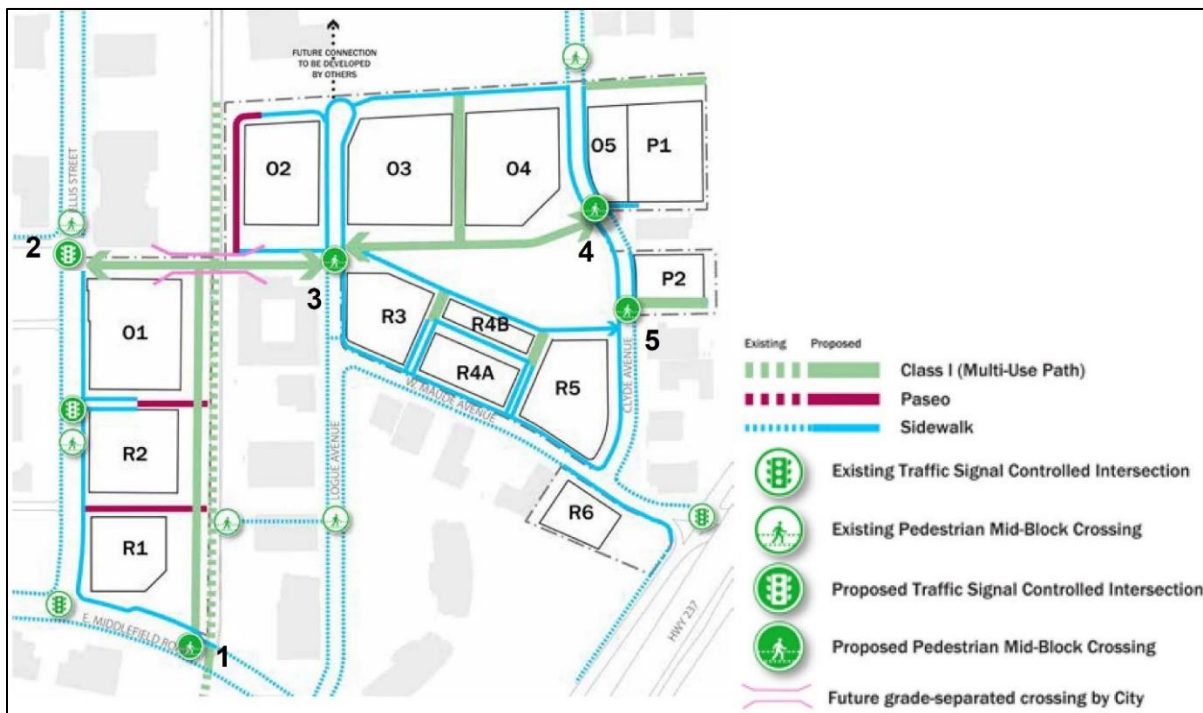 FUTURE CONNECTION
TO BE DEVELOPED
BY OTHERS
ELLIS STREET
O2
O3
O4
O5
P1
2
3
4
P2
O1
R3
R4B
5
R4A
R5
W. MAUDE AVENUE
CLYDE AVENUE
R2
LOGUE AVENUE
R6
R1
HWY 237
E. MIDDLEFIELD RO
1
Existing
Proposed
Class I (Multi-Use Path)
Paseo
Sidewalk
Existing Traffic Signal Controlled Intersection
Existing Pedestrian Mid-Block Crossing
Proposed Traffic Signal Controlled Intersection
Proposed Pedestrian Mid-Block Crossing
Future grade-separated crossing by City